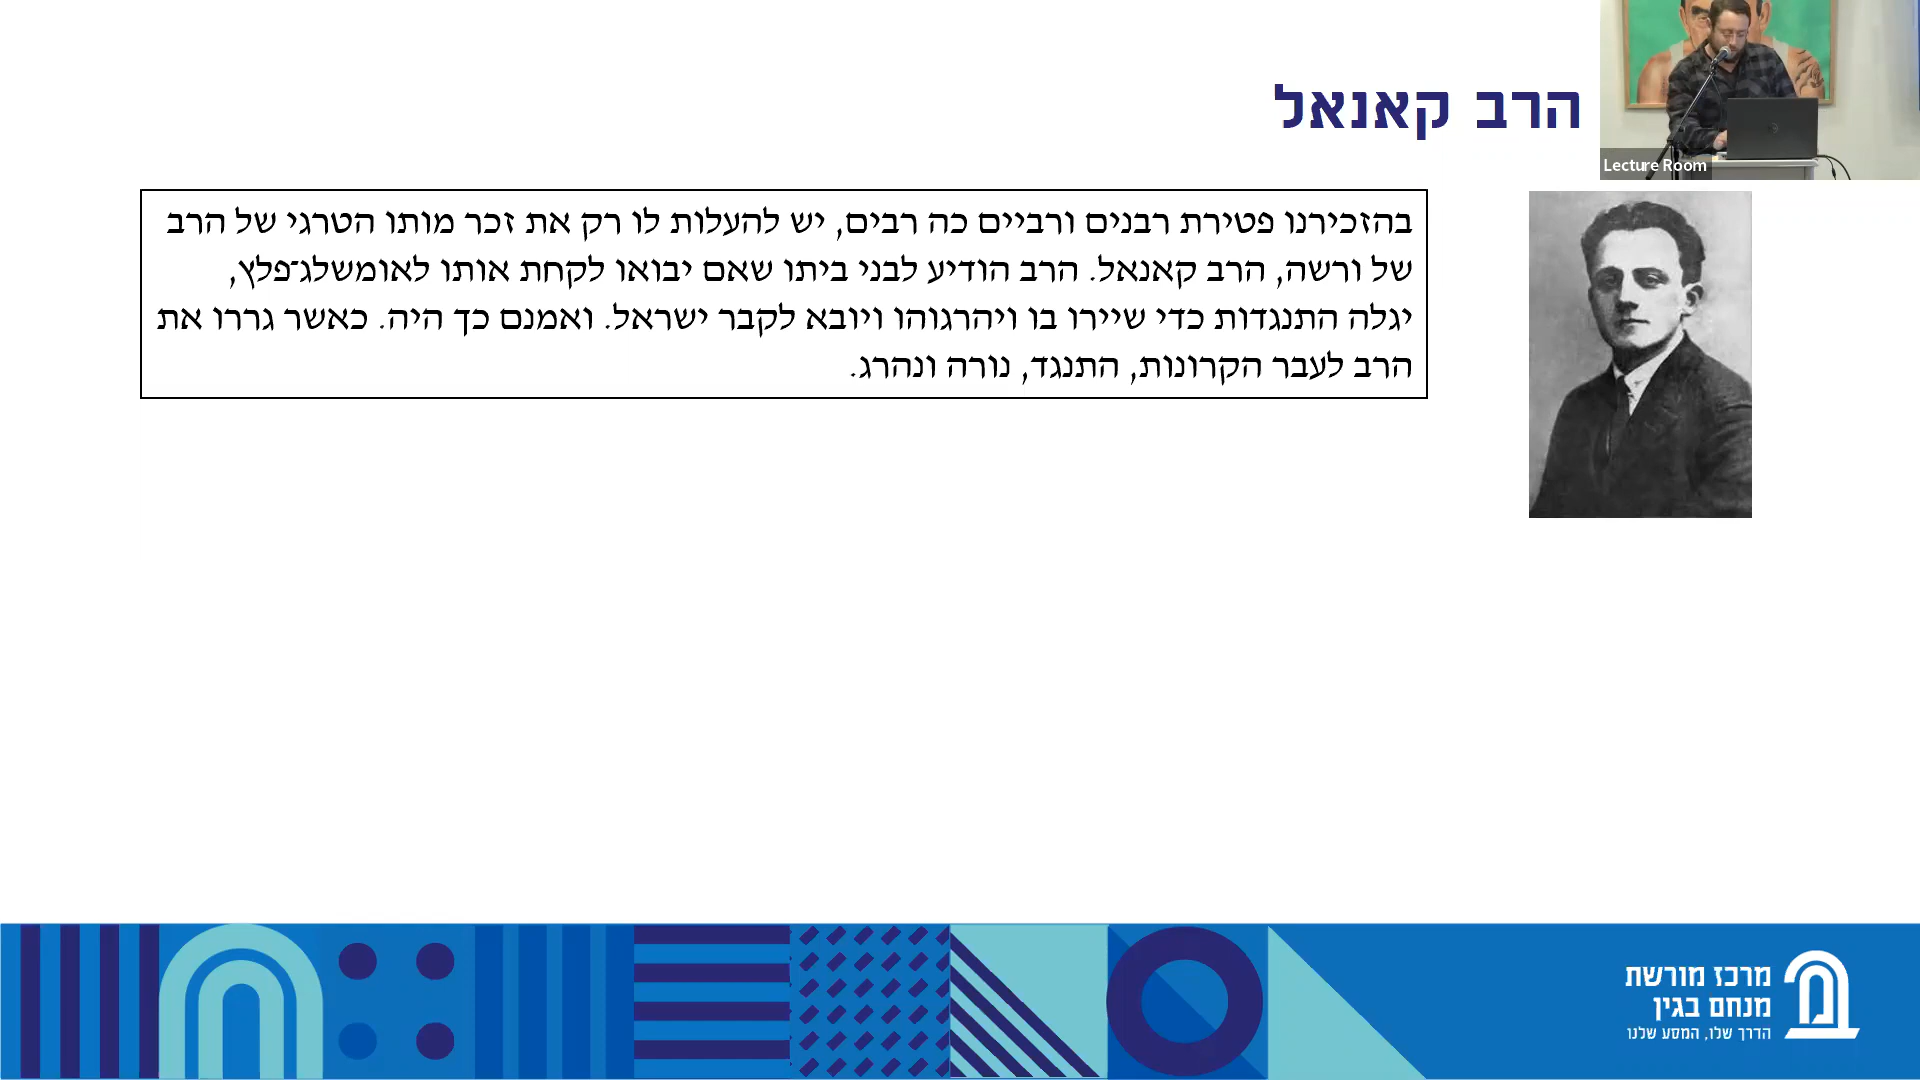 הרב קאנאל
Lecture Room
בהזכירנו פטירת רבנים ורביים כה רבים, יש להעלות לו רק את זכר מותו הטרגי של הרב
של ורשה, הרב קאנאל. הרב הודיע לבני ביתו שאם יבואו לקחת אותו לאומשלג־פלץ,
יגלה התנגדות כדי שיירו בו ויהרגוהו ויובא לקבר ישראל. ואמנם כך היה. כאשר גררו את
הרב לעבר הקרונות, התנגד, נורה ונהרג.
מרכז מורשת
מנחם בגין
הדרך שלו, המסע שלנו